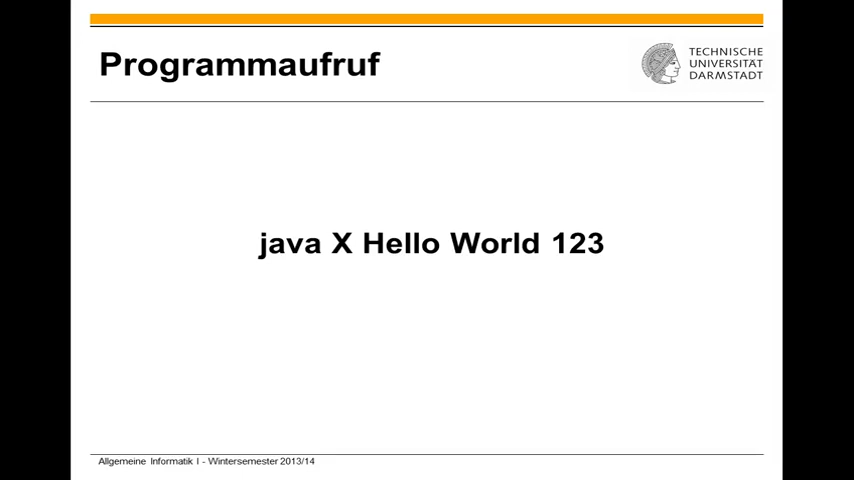 Programmaufruf
TECHNISCHE
UNIVERSITÄT
DARMSTADT
java X Hello World 123
Allgemeine Informatik I - Wintersemester 2013/14